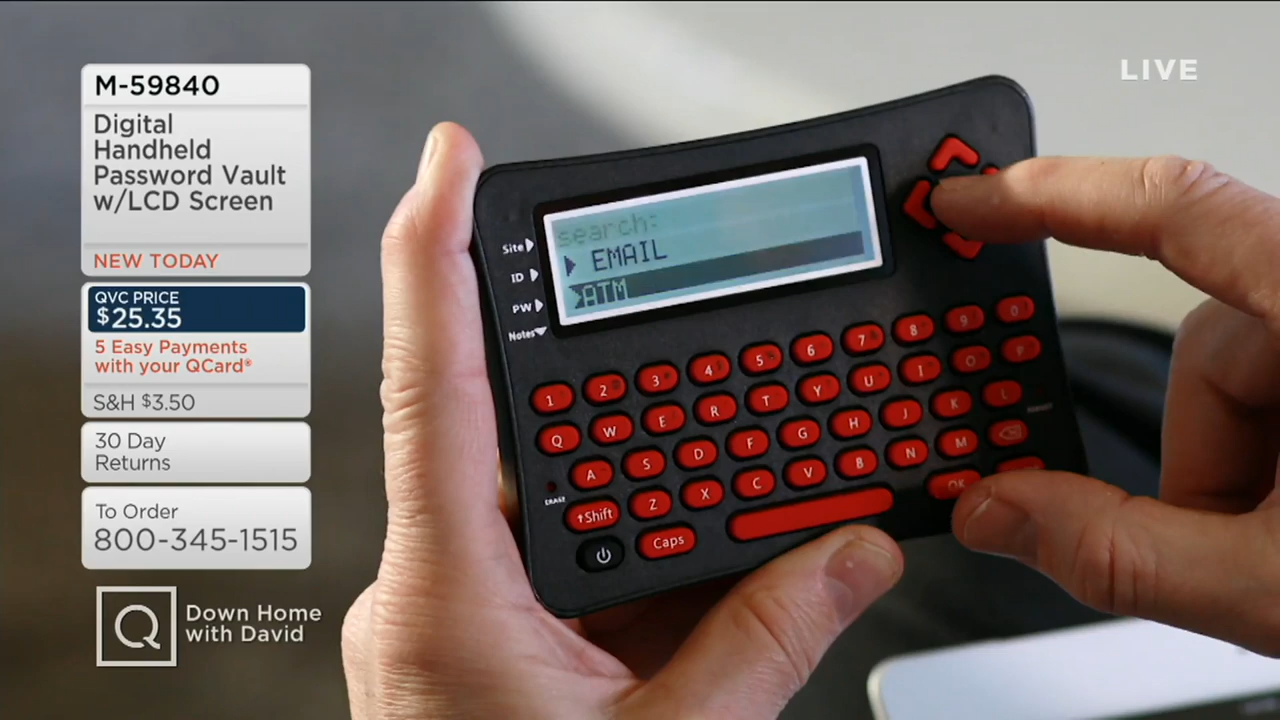 M-59840
Digital
Handheld
Password Vault
w/LCD Screen
NEW TODAY
QVC PRICE
$25.35
5 Easy Payments
with your QCard®
S&H $3.50
30 Day
Returns
To Order
800-345-1515
Q
Down Home
with David
LIVE
search:
EMAIL
ATM
Site
ID
PW
Notes
1 2 3 4 5 6 7 8 9 0
Q W E R T Y U I O P
A S D F G H J K L
↑Shift Z X C V B N M
Caps
OK
ERASE